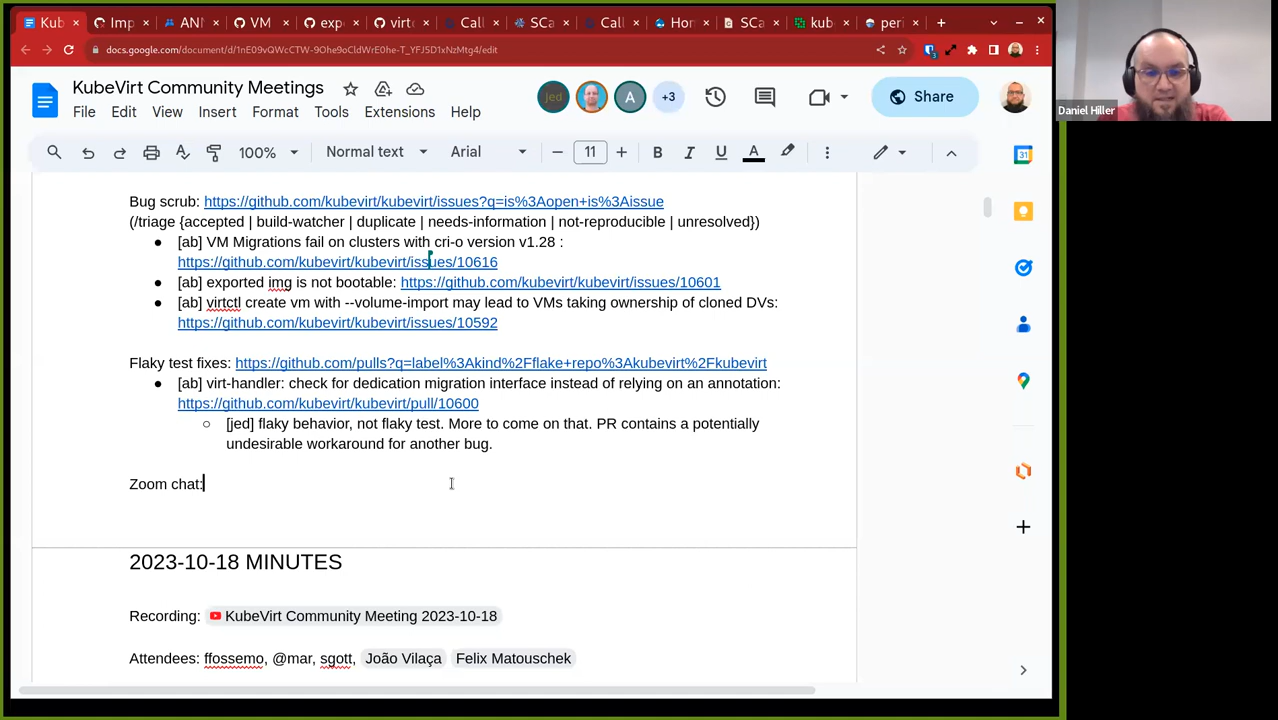 Kub
Imp
ANN
VM
exp
virtc
Call
SCa
Call
Hon
SCa
kube
peri
docs.google.com/document/d/1nE09vQWcCTW-9Ohe9oCldWrE0he-T_YFJ5D1xNzMtg4/edit
KubeVirt Community Meetings
Jed
A
+3
Share
File Edit View Insert Format Tools Extensions Help
100% Normal text Arial 11 B I U A
Bug scrub: https://github.com/kubevirt/kubevirt/issues?q=is%3Aopen+is%3Aissue
(/triage {accepted | build-watcher | duplicate | needs-information | not-reproducible | unresolved})
● [ab] VM Migrations fail on clusters with cri-o version v1.28 :
https://github.com/kubevirt/kubevirt/issues/10616
● [ab] exported img is not bootable: https://github.com/kubevirt/kubevirt/issues/10601
● [ab] virtctl create vm with --volume-import may lead to VMs taking ownership of cloned DVs:
https://github.com/kubevirt/kubevirt/issues/10592
Flaky test fixes: https://github.com/pulls?q=label%3Akind%2Fflake+repo%3Akubevirt%2Fkubevirt
● [ab] virt-handler: check for dedication migration interface instead of relying on an annotation:
https://github.com/kubevirt/kubevirt/pull/10600
○ [jed] flaky behavior, not flaky test. More to come on that. PR contains a potentially
undesirable workaround for another bug.
Zoom chat:
2023-10-18 MINUTES
Recording: KubeVirt Community Meeting 2023-10-18
Attendees: ffossemo, @mar, sgott, João Vilaça Felix Matouschek
Daniel Hiller
31